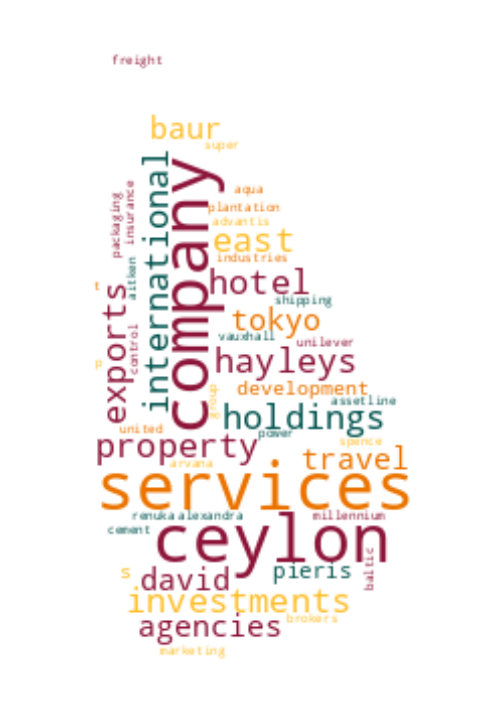 freight
baur
super
company
international
packaging
insurance
aqua
plantation
advantis
east
industries
aitken
hotel
t
exports
shipping
tokyo
control
vauxhall
unilever
hayleys
p
development
group
assetline
holdings
united
power
property
spence
travel
arvana
services
renuka alexandra
millennium
cement
ceylon
baltic
s
david
pieris
investments
agencies
brokers
marketing